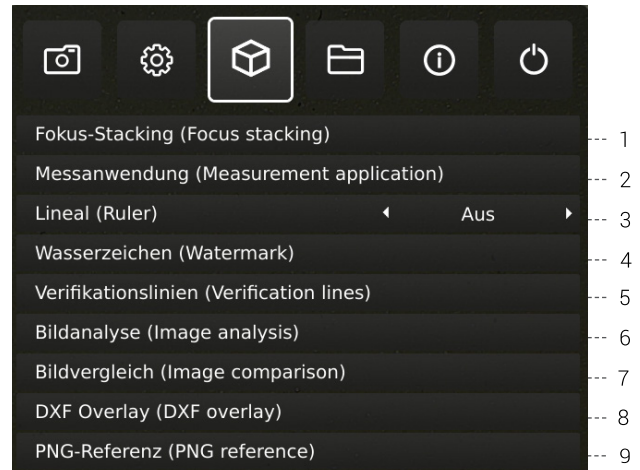 Fokus-Stacking (Focus stacking) 1
Messanwendung (Measurement application) 2
Lineal (Ruler) Aus 3
Wasserzeichen (Watermark) 4
Verifikationslinien (Verification lines) 5
Bildanalyse (Image analysis) 6
Bildvergleich (Image comparison) 7
DXF Overlay (DXF overlay) 8
PNG-Referenz (PNG reference) 9